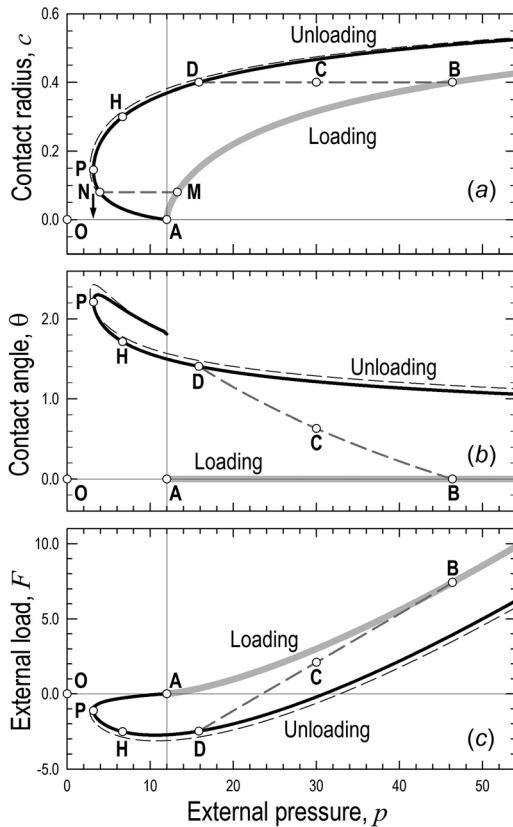 0.6
Unloading
D
C
B
0.4
H
Loading
0.2
P
N
M
(a)
0.0
O
A
Contact radius, c
P
2.0
H
Unloading
D
1.0
C
Loading
(b)
0.0
O
A
B
Contact angle, θ
10.0
B
5.0
Loading
O
A
C
0.0
P
Unloading
H
D
(c)
-5.0
External load, F
0 10 20 30 40 50
External pressure, p